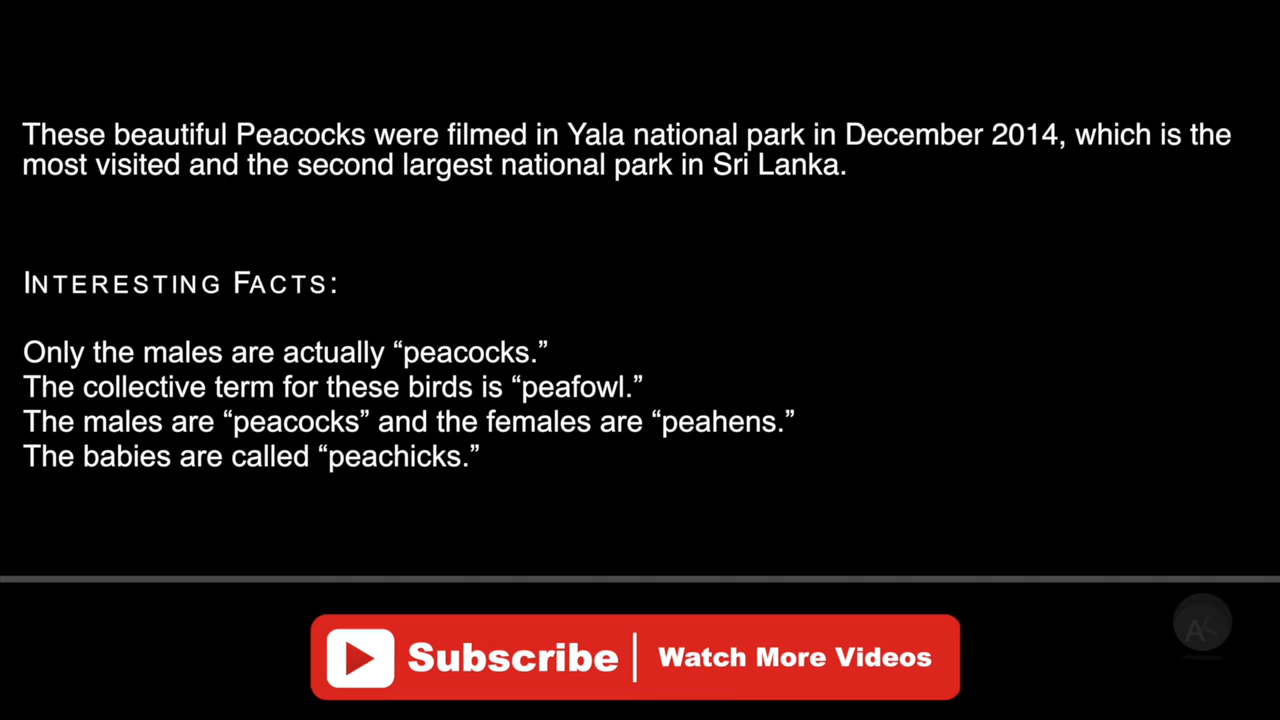 These beautiful Peacocks were filmed in Yala national park in December 2014, which is the
most visited and the second largest national park in Sri Lanka.
INTERESTING FACTS:
Only the males are actually “peacocks.”
The collective term for these birds is “peafowl.”
The males are “peacocks” and the females are “peahens.”
The babies are called “peachicks.”
Subscribe | Watch More Videos